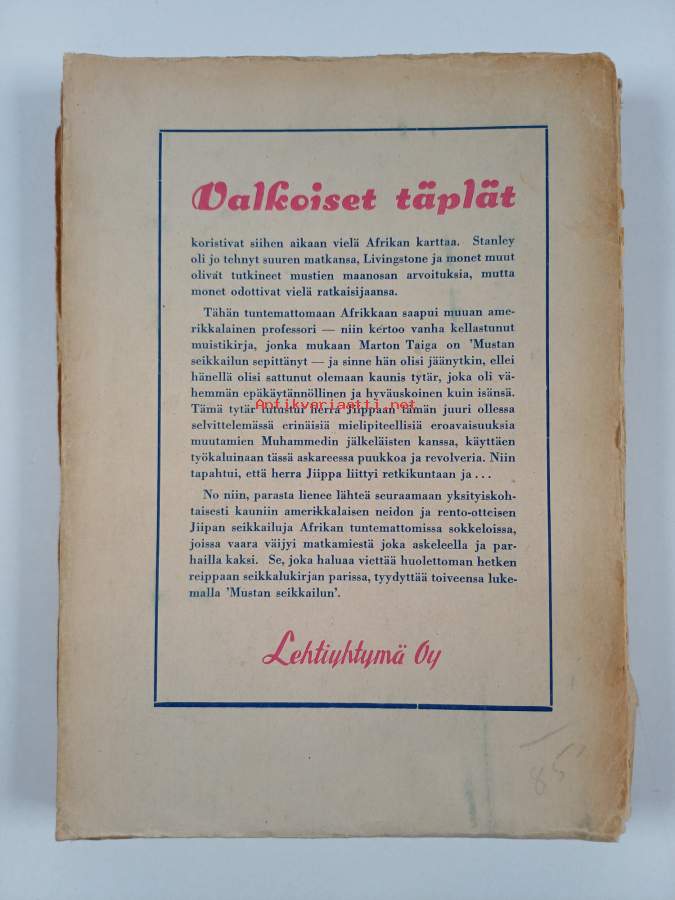 Valkoiset täplät
koristivat siihen aikaan vielä Afrikan karttaa. Stanley
oli jo tehnyt suuren matkansa, Livingstone ja monet muut
olivat tutkineet mustien maanosan arvoituksia, mutta
monet odottivat vielä ratkaisijaansa.
Tähän tuntemattomaan Afrikkaan saapui muuan ame-
rikkalainen professori — niin kertoo vanha kellastunut
muistikirja, jonka mukaan Marton Taiga on 'Mustan
seikkailun sepittänyt — ja sinne hän olisi jäänytkin, ellei
hänellä olisi sattunut olemaan kaunis tytär, joka oli vä-
hemmän epäkäytännöllinen ja hyväuskoinen kuin isänsä.
Antikvariaatti.net
Tämä tytär tutustui herra Jiippaan tämän juuri ollessa
selvittelemässä erinäisiä mielipiteellisiä eroavaisuuksia
muutamien Muhammedin jälkeläisten kanssa, käyttäen
työkaluinaan tässä askareessa puukkoa ja revolveria. Niin
tapahtui, että herra Jiippa liittyi retkikuntaan ja...
No niin, parasta lienee lähteä seuraamaan yksityiskoh-
taisesti kauniin amerikkalaisen neidon ja rento-otteisen
Jiipan seikkailuja Afrikan tuntemattomissa sokkeloissa,
joissa vaara väijyi matkamiestä joka askeleella ja par-
hailla kaksi. Se, joka haluaa viettää huolettoman hetken
reippaan seikkalukirjan parissa, tyydyttää toiveensa luke-
malla 'Mustan seikkailun'.
Lehtiyhtymä Oy
85